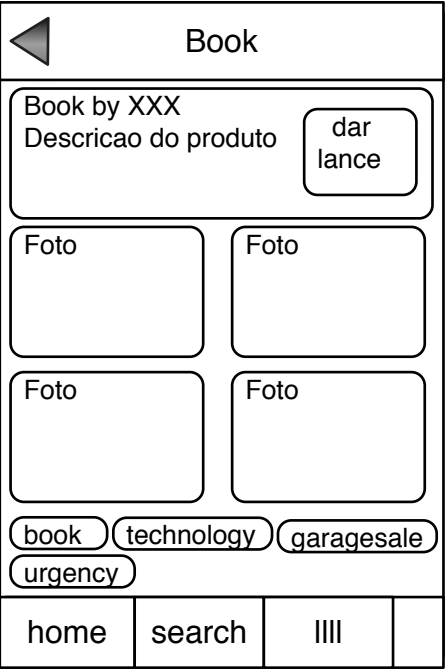 Book
Book by XXX
Descricao do produto
dar
lance
Foto
Foto
Foto
Foto
book
technology
garagesale
urgency
home
search
llll